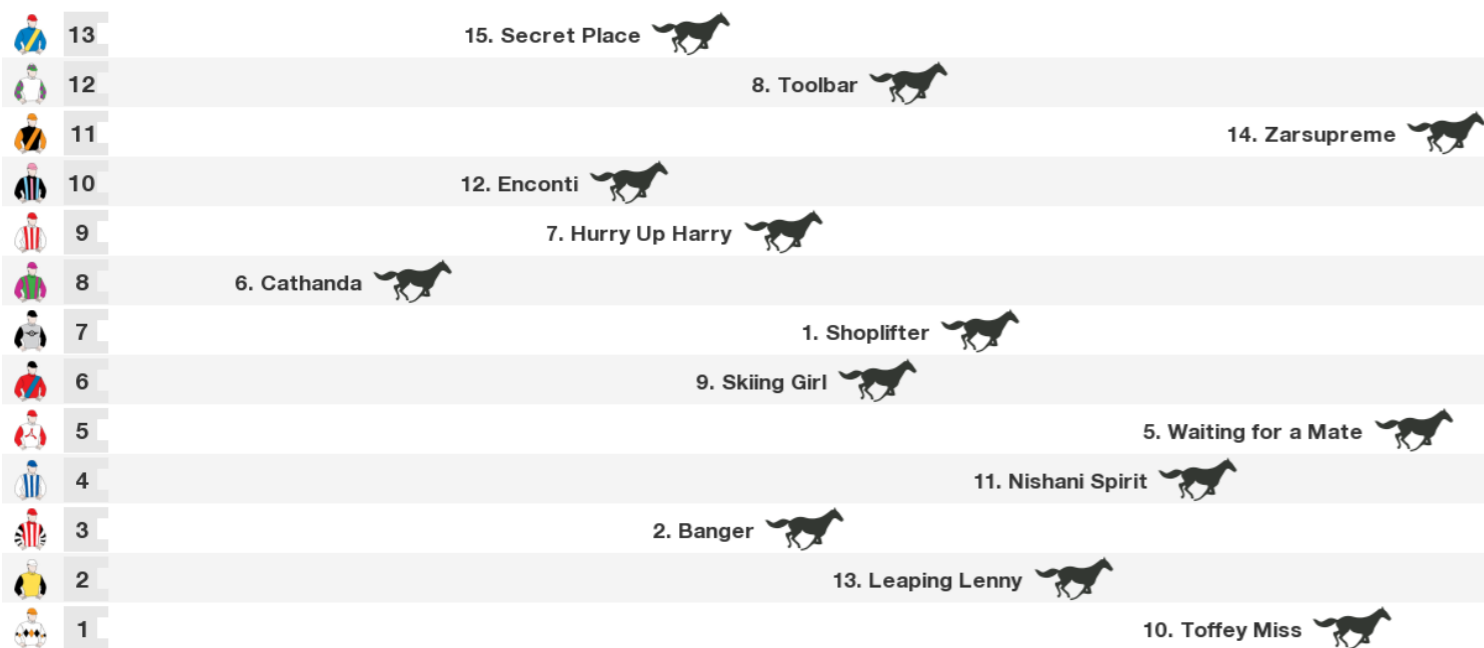 13 15. Secret Place
12 8. Toolbar
11 14. Zarsupreme
10 12. Enconti
9 7. Hurry Up Harry
8 6. Cathanda
7 1. Shoplifter
6 9. Skiing Girl
5 5. Waiting for a Mate
4 11. Nishani Spirit
3 2. Banger
2 13. Leaping Lenny
1 10. Toffey Miss